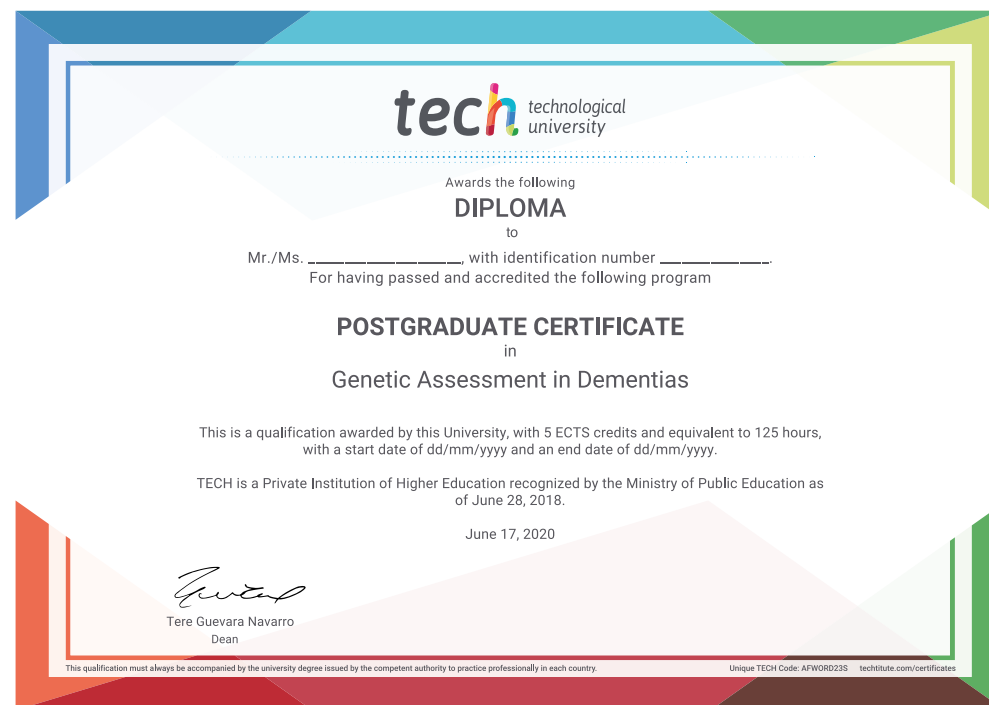 tech technological
university
Awards the following
DIPLOMA
to
Mr./Ms. ____________________, with identification number ______________.
For having passed and accredited the following program
POSTGRADUATE CERTIFICATE
in
Genetic Assessment in Dementias
This is a qualification awarded by this University, with 5 ECTS credits and equivalent to 125 hours,
with a start date of dd/mm/yyyy and an end date of dd/mm/yyyy.
TECH is a Private Institution of Higher Education recognized by the Ministry of Public Education as
of June 28, 2018.
June 17, 2020
Tere Guevara Navarro
Dean
This qualification must always be accompanied by the university degree issued by the competent authority to practice professionally in each country.
Unique TECH Code: AFWORD23S techtitute.com/certificates